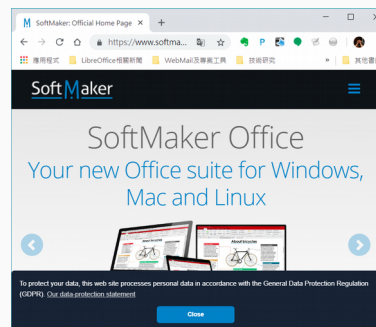 SoftMaker: Official Home Page
https://www.softma...
應用程式 LibreOffice相關新聞 WebMail及專業工具 技術研究 » 其他書
SoftMaker
SoftMaker Office
Your new Office suite for Windows,
Mac and Linux
To protect your data, this web site processes personal data in accordance with the General Data Protection Regulation
(GDPR). Our data-protection statement
Close